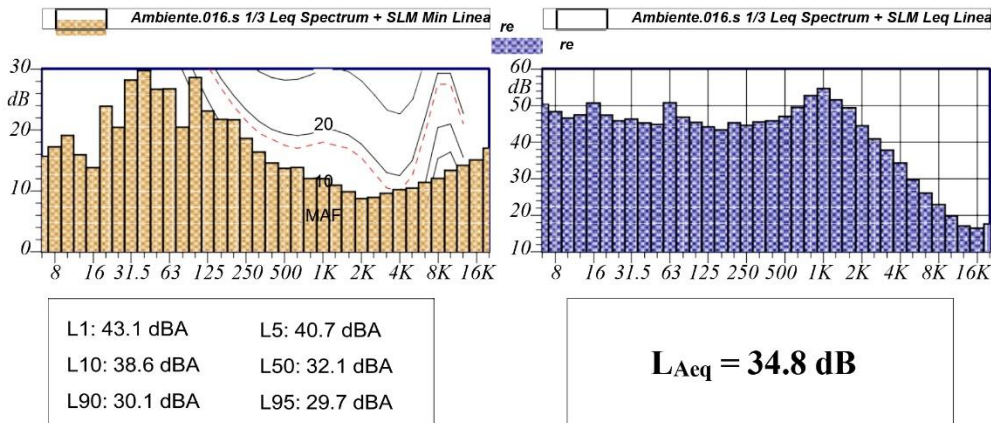 Ambiente.016.s 1/3 Leq Spectrum + SLM Min Linea
re
30
dB
20
10
0
20
10
MAF
8 16 31.5 63 125 250 500 1K 2K 4K 8K 16K
Ambiente.016.s 1/3 Leq Spectrum + SLM Leq Linea
re
60
dB
50
40
30
20
10
8 16 31.5 63 125 250 500 1K 2K 4K 8K 16K
L1: 43.1 dBA L5: 40.7 dBA
L10: 38.6 dBA L50: 32.1 dBA
L90: 30.1 dBA L95: 29.7 dBA
LAeq = 34.8 dB